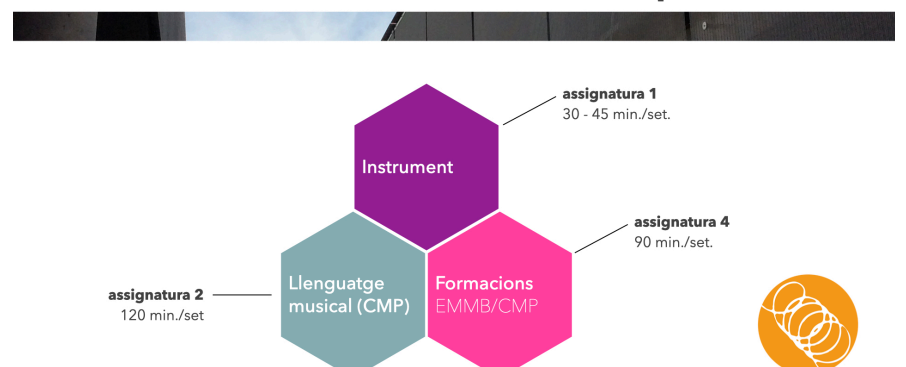 assignatura 1
30 - 45 min./set.
Instrument
assignatura 4
90 min./set.
Llenguatge
musical (CMP)
Formacions
EMMB/CMP
assignatura 2
120 min./set